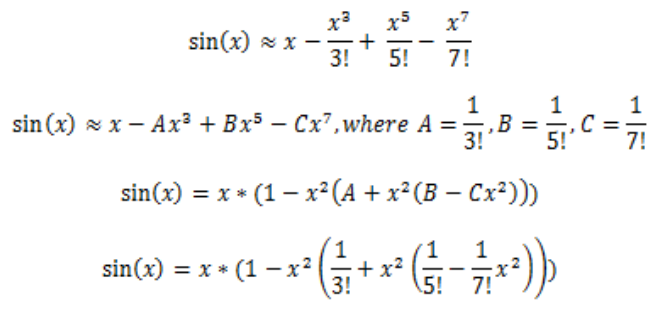 sin(x) ≈ x − x³/3! + x⁵/5! − x⁷/7!
sin(x) ≈ x − Ax³ + Bx⁵ − Cx⁷, where A = 1/3!, B = 1/5!, C = 1/7!
sin(x) = x * (1 − x²(A + x²(B − Cx²)))
sin(x) = x * (1 − x²(1/3! + x²(1/5! − 1/7! x²)))